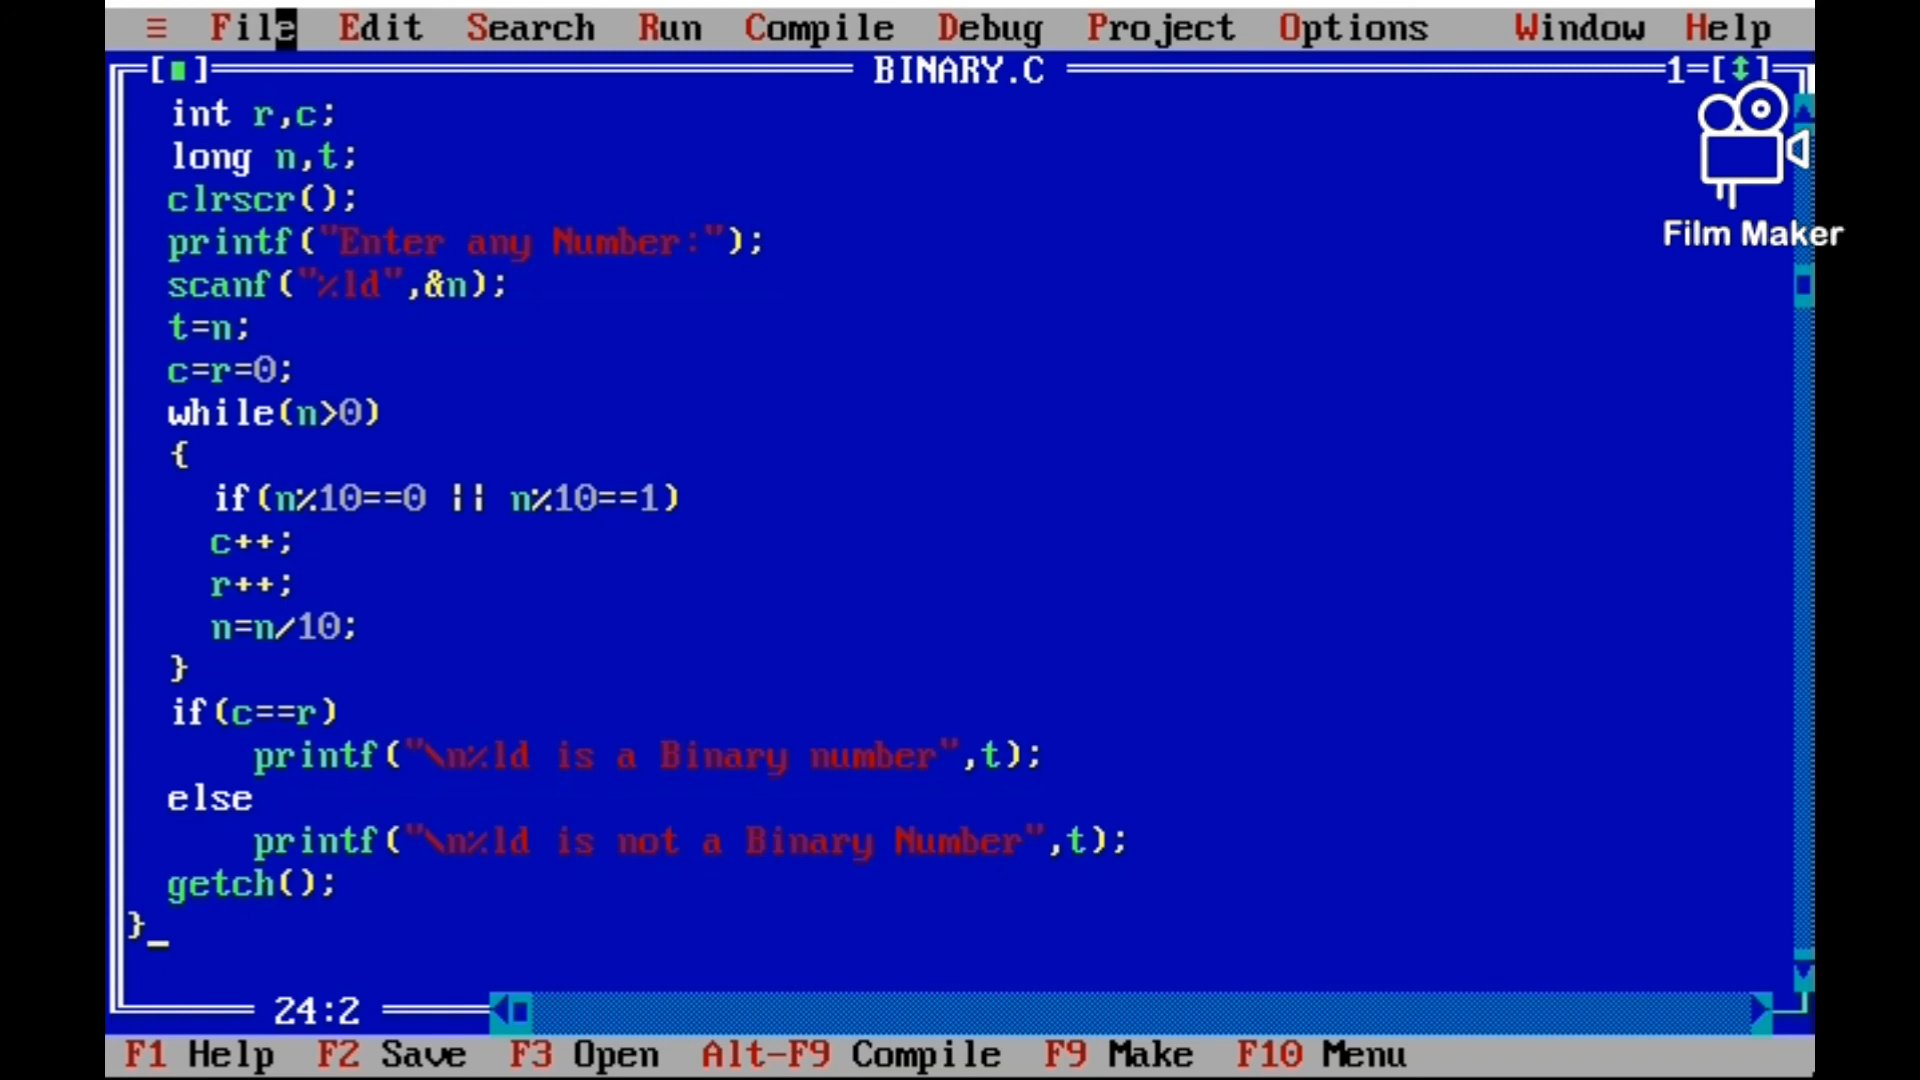 ≡ File Edit Search Run Compile Debug Project Options Window Help
[■] BINARY.C 1=[↕]
int r,c;
long n,t;
clrscr();
printf("Enter any Number:");
scanf("%ld",&n);
t=n;
c=r=0;
while(n>0)
{
if(n%10==0 || n%10==1)
c++;
r++;
n=n/10;
}
if(c==r)
printf("\n%ld is a Binary number",t);
else
printf("\n%ld is not a Binary Number",t);
getch();
}_
24:2
F1 Help F2 Save F3 Open Alt-F9 Compile F9 Make F10 Menu
Film Maker